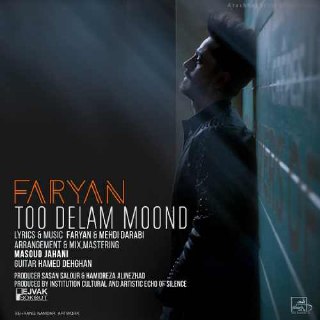 FARYAN
TOO DELAM MOOND
LYRICS & MUSIC FARYAN & MEHDI DARABI
ARRANGEMENT & MIX,MASTERING
MASOUD JAHANI
GUITAR HAMED DEHGHAN
PRODUCER SASAN SALOUR & HAMIDREZA ALINEZHAD
PRODUCED BY INSTITUTION CULTURAL AND ARTISTIC ECHO OF SILENCE
EJVAK